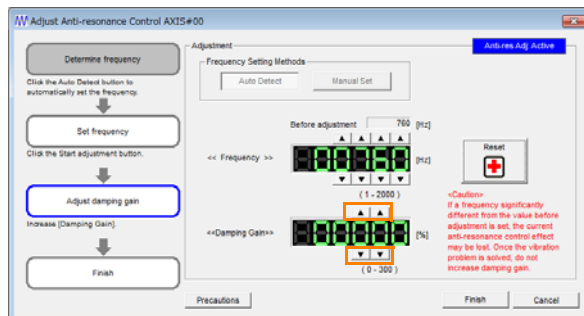 Adjust Anti-resonance Control AXIS#00
Determine frequency
Click the Auto Detect button to
automatically set the frequency.
Set frequency
Click the Start adjustment button.
Adjust damping gain
Increase [Damping Gain].
Finish
Adjustment
Anti-res Adj Active
Frequency Setting Methods
Auto Detect
Manual Set
Before adjustment 760 [Hz]
<< Frequency >> 00760 [Hz]
(1 - 2000)
<<Damping Gain>> 00000 [%]
(0 - 300)
Reset
<Caution>
If a frequency significantly
different from the value before
adjustment is set, the current
anti-resonance control effect
may be lost. Once the vibration
problem is solved, do not
increase damping gain.
Precautions
Finish
Cancel